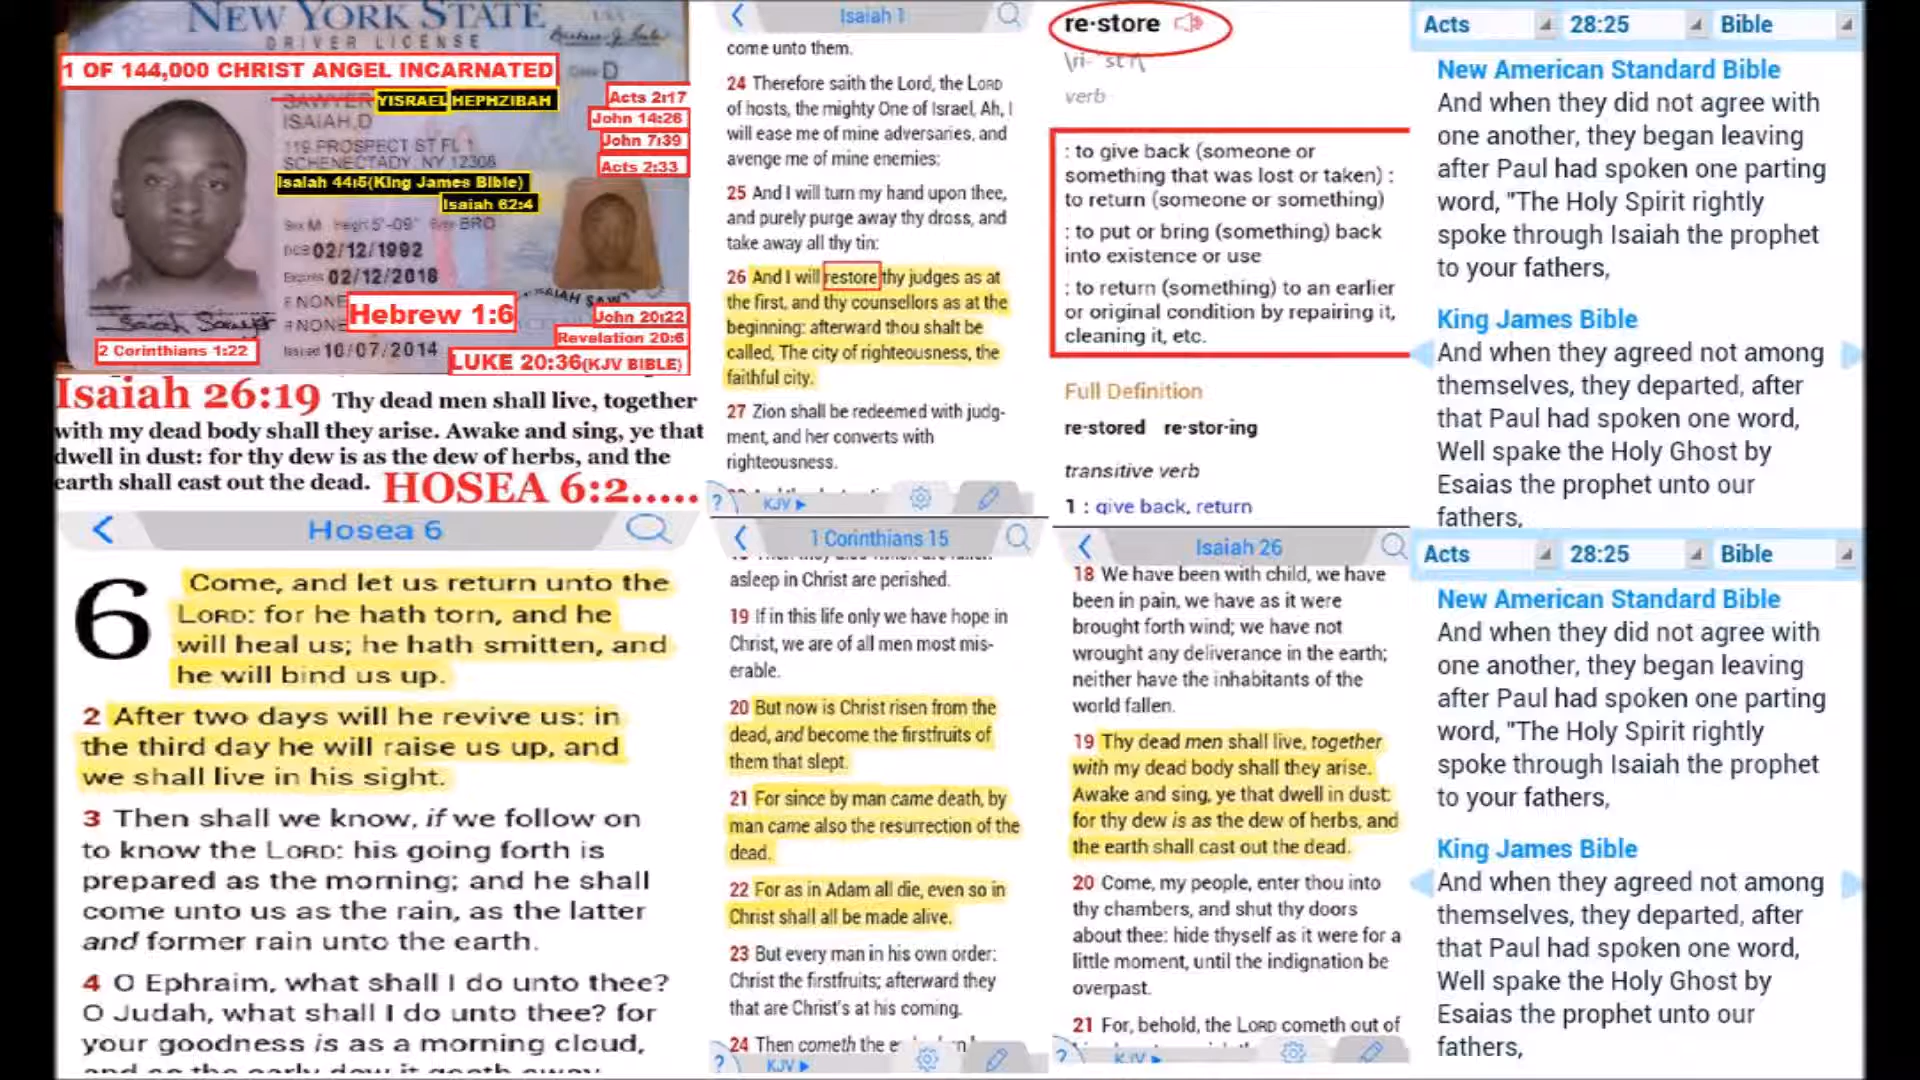 NEW YORK STATE
DRIVER LICENSE
1 OF 144,000 CHRIST ANGEL INCARNATED
D
SAWYER YISRAEL HEPHZIBAH
ISAIAH,D
119 PROSPECT ST FL 1
SCHENECTADY NY 12308
Isaiah 44:5(King James Bible)
Isaiah 62:4
Acts 2:17
John 14:26
John 7:39
Acts 2:33
Sex M Height 5'-09" Eyes BRO
DOB 02/12/1992
Expires 02/12/2018
E NONE
R NONE
Hebrew 1:6
Issued 10/07/2014
2 Corinthians 1:22
John 20:22
Revelation 20:6
LUKE 20:36(KJV BIBLE)
Isaiah 26:19 Thy dead men shall live, together
with my dead body shall they arise. Awake and sing, ye that
dwell in dust: for thy dew is as the dew of herbs, and the
earth shall cast out the dead. HOSEA 6:2.....
Hosea 6
6 Come, and let us return unto the
LORD: for he hath torn, and he
will heal us; he hath smitten, and
he will bind us up.
2 After two days will he revive us: in
the third day he will raise us up, and
we shall live in his sight.
3 Then shall we know, if we follow on
to know the LORD: his going forth is
prepared as the morning; and he shall
come unto us as the rain, as the latter
and former rain unto the earth.
4 O Ephraim, what shall I do unto thee?
O Judah, what shall I do unto thee? for
your goodness is as a morning cloud,
and as the early dew it goeth away.
Isaiah 1
come unto them.
24 Therefore saith the Lord, the LORD
of hosts, the mighty One of Israel, Ah, I
will ease me of mine adversaries, and
avenge me of mine enemies:
25 And I will turn my hand upon thee,
and purely purge away thy dross, and
take away all thy tin:
26 And I will restore thy judges as at
the first, and thy counsellors as at the
beginning: afterward thou shalt be
called, The city of righteousness, the
faithful city.
27 Zion shall be redeemed with judg-
ment, and her converts with
righteousness.
? KJV
1 Corinthians 15
asleep in Christ are perished.
19 If in this life only we have hope in
Christ, we are of all men most mis-
erable.
20 But now is Christ risen from the
dead, and become the firstfruits of
them that slept.
21 For since by man came death, by
man came also the resurrection of the
dead.
22 For as in Adam all die, even so in
Christ shall all be made alive.
23 But every man in his own order:
Christ the firstfruits; afterward they
that are Christ's at his coming.
24 Then cometh the
? KJV
re·store
verb
: to give back (someone or
something that was lost or taken) :
to return (someone or something)
: to put or bring (something) back
into existence or use
: to return (something) to an earlier
or original condition by repairing it,
cleaning it, etc.
Full Definition
re·stored re·stor·ing
transitive verb
1 : give back, return
Isaiah 26
18 We have been with child, we have
been in pain, we have as it were
brought forth wind; we have not
wrought any deliverance in the earth;
neither have the inhabitants of the
world fallen.
19 Thy dead men shall live, together
with my dead body shall they arise.
Awake and sing, ye that dwell in dust:
for thy dew is as the dew of herbs, and
the earth shall cast out the dead.
20 Come, my people, enter thou into
thy chambers, and shut thy doors
about thee: hide thyself as it were for a
little moment, until the indignation be
overpast.
21 For, behold, the LORD cometh out of
? KJV
Acts 28:25 Bible
New American Standard Bible
And when they did not agree with
one another, they began leaving
after Paul had spoken one parting
word, "The Holy Spirit rightly
spoke through Isaiah the prophet
to your fathers,
King James Bible
And when they agreed not among
themselves, they departed, after
that Paul had spoken one word,
Well spake the Holy Ghost by
Esaias the prophet unto our
fathers,
Acts 28:25 Bible
New American Standard Bible
And when they did not agree with
one another, they began leaving
after Paul had spoken one parting
word, "The Holy Spirit rightly
spoke through Isaiah the prophet
to your fathers,
King James Bible
And when they agreed not among
themselves, they departed, after
that Paul had spoken one word,
Well spake the Holy Ghost by
Esaias the prophet unto our
fathers,